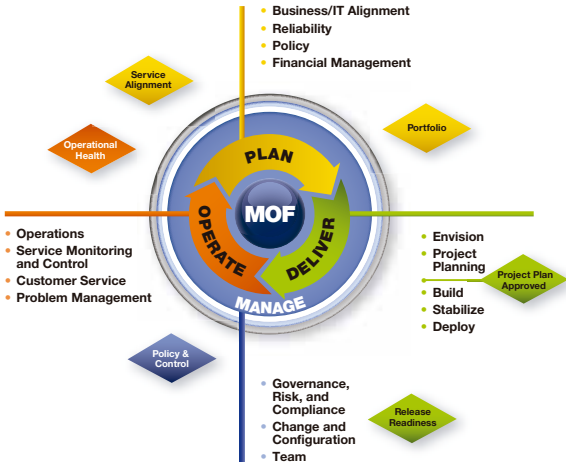 • Business/IT Alignment
• Reliability
• Policy
• Financial Management
Service
Alignment
Portfolio
Operational
Health
PLAN
MOF
OPERATE
DELIVER
MANAGE
• Operations
• Service Monitoring
and Control
• Customer Service
• Problem Management
• Envision
• Project
Planning
Project Plan
Approved
• Build
• Stabilize
• Deploy
Policy &
Control
• Governance,
Risk, and
Compliance
• Change and
Configuration
• Team
Release
Readiness